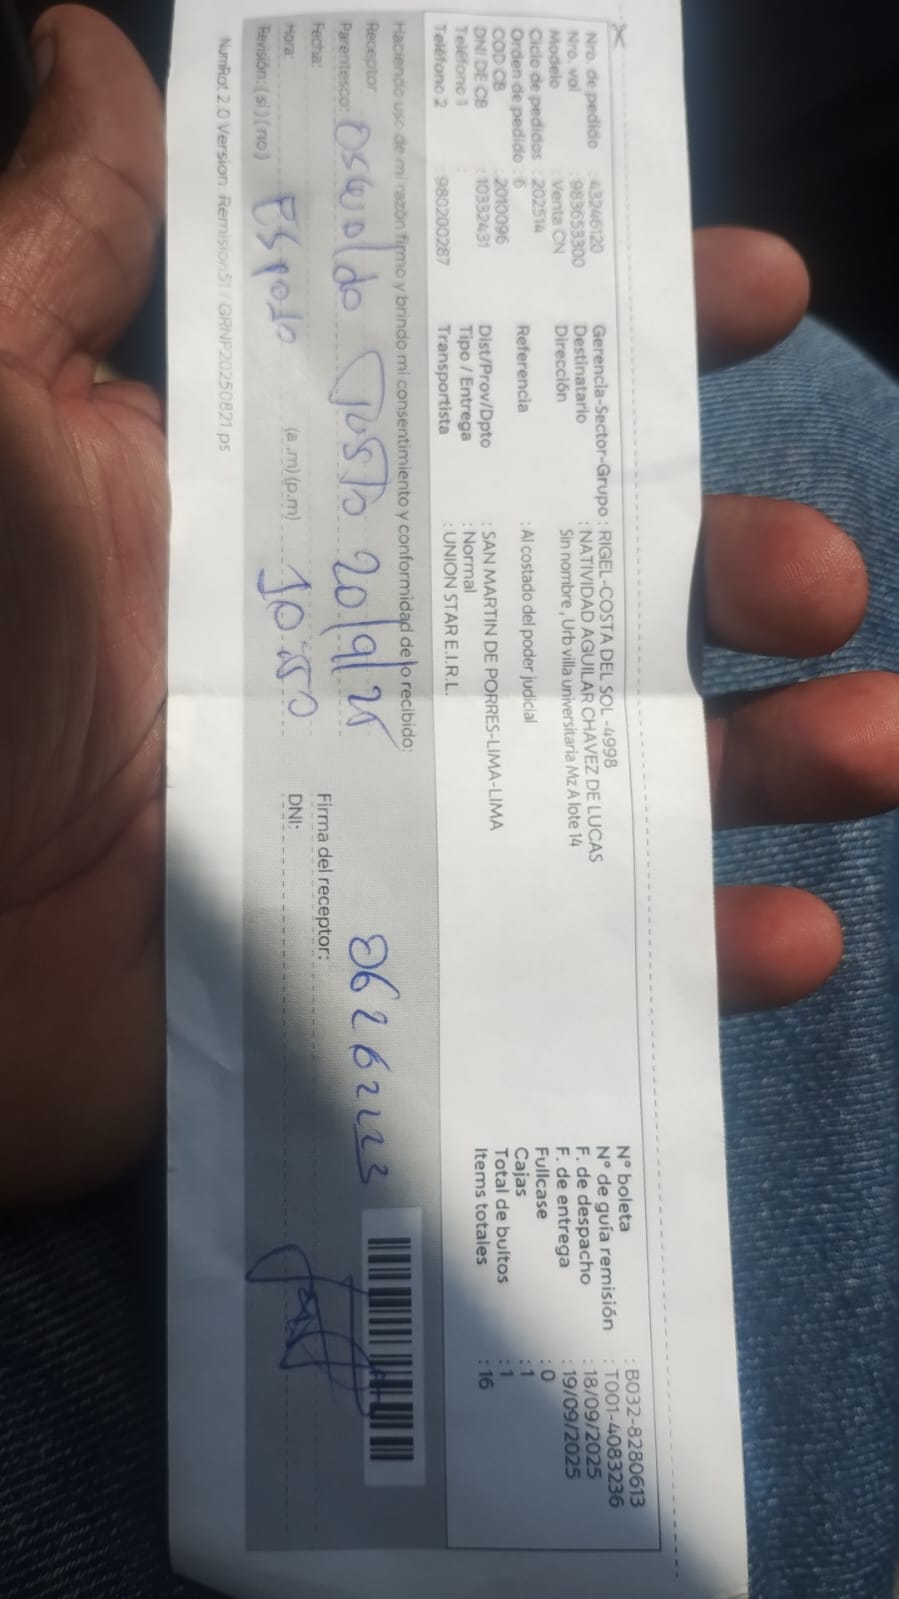 Nro. de pedido : 43246120
Nro. vol : 983653300
Modelo : Venta CN
Ciclo de pedidos : 202514
Orden de pedido : 6
COD CB : 2010096
DNI DE CB : 10332431
Teléfono 1 :
Teléfono 2 : 980200287
Gerencia-Sector-Grupo : RIGEL -COSTA DEL SOL -4998
Destinatario : NATIVIDAD AGUILAR CHAVEZ DE LUCAS
Dirección Sin nombre , Urb villa universitaria Mz A lote 14
Referencia : Al costado del poder judicial
Dist/Prov/Dpto : SAN MARTIN DE PORRES-LIMA-LIMA
Tipo / Entrega : Normal
Transportista : UNION STAR E.I.R.L.
N° boleta : B032-8280613
N° de guía remisión : T001-4083236
F. de despacho : 18/09/2025
F. de entrega : 19/09/2025
Fullcase : 0
Cajas : 1
Total de bultos : 1
Items totales : 16
Haciendo uso de mi razón firmo y brindo mi consentimiento y conformidad de lo recibido:
Receptor:
Parentesco: Oswaldo Justo 20/9/25
Fecha:
Hora: (a.m) (p.m) 10:50
Revisión: (si) (no) Esposo
Firma del receptor:
DNI:
06262223
NumRot 2.0 Version: Remision51 / GRNP20250821 ps